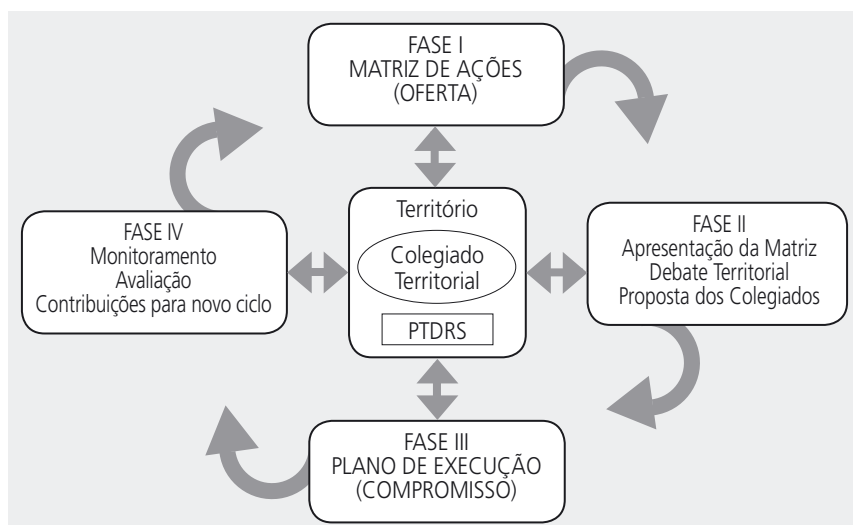 FASE I
MATRIZ DE AÇÕES
(OFERTA)
FASE IV
Monitoramento
Avaliação
Contribuições para novo ciclo
Território
Colegiado
Territorial
PTDRS
FASE II
Apresentação da Matriz
Debate Territorial
Proposta dos Colegiados
FASE III
PLANO DE EXECUÇÃO
(COMPROMISSO)